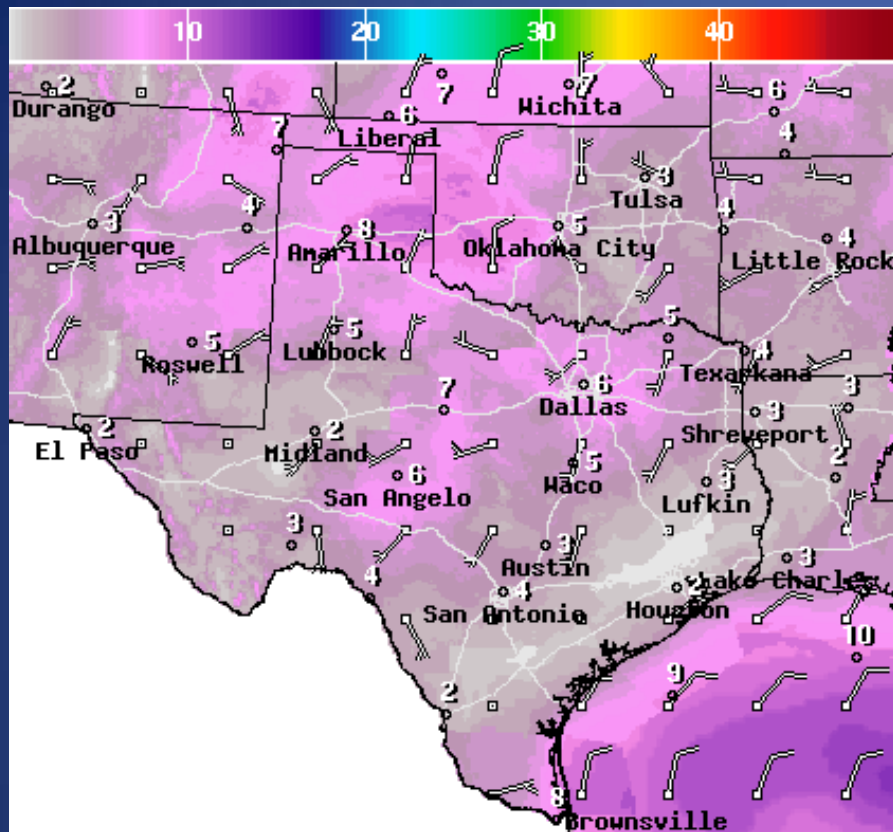 10 20 30 40
2 7 7 6
Durango Wichita
6
Liberal
7 4
3
Tulsa
3 4 8 5 4 4
Albuquerque Amarillo Oklahoma City Little Rock
5 5 5 4
Roswell Lubbock Texarkana
6
Dallas
7 3 3
2 2 Shreveport
El Paso Midland
6 5 3 2
San Angelo Waco Lufkin
3 3 3
Austin
4 4 2 Lake Charles
San Antonio Houston
10
9
2
8
Brownsville